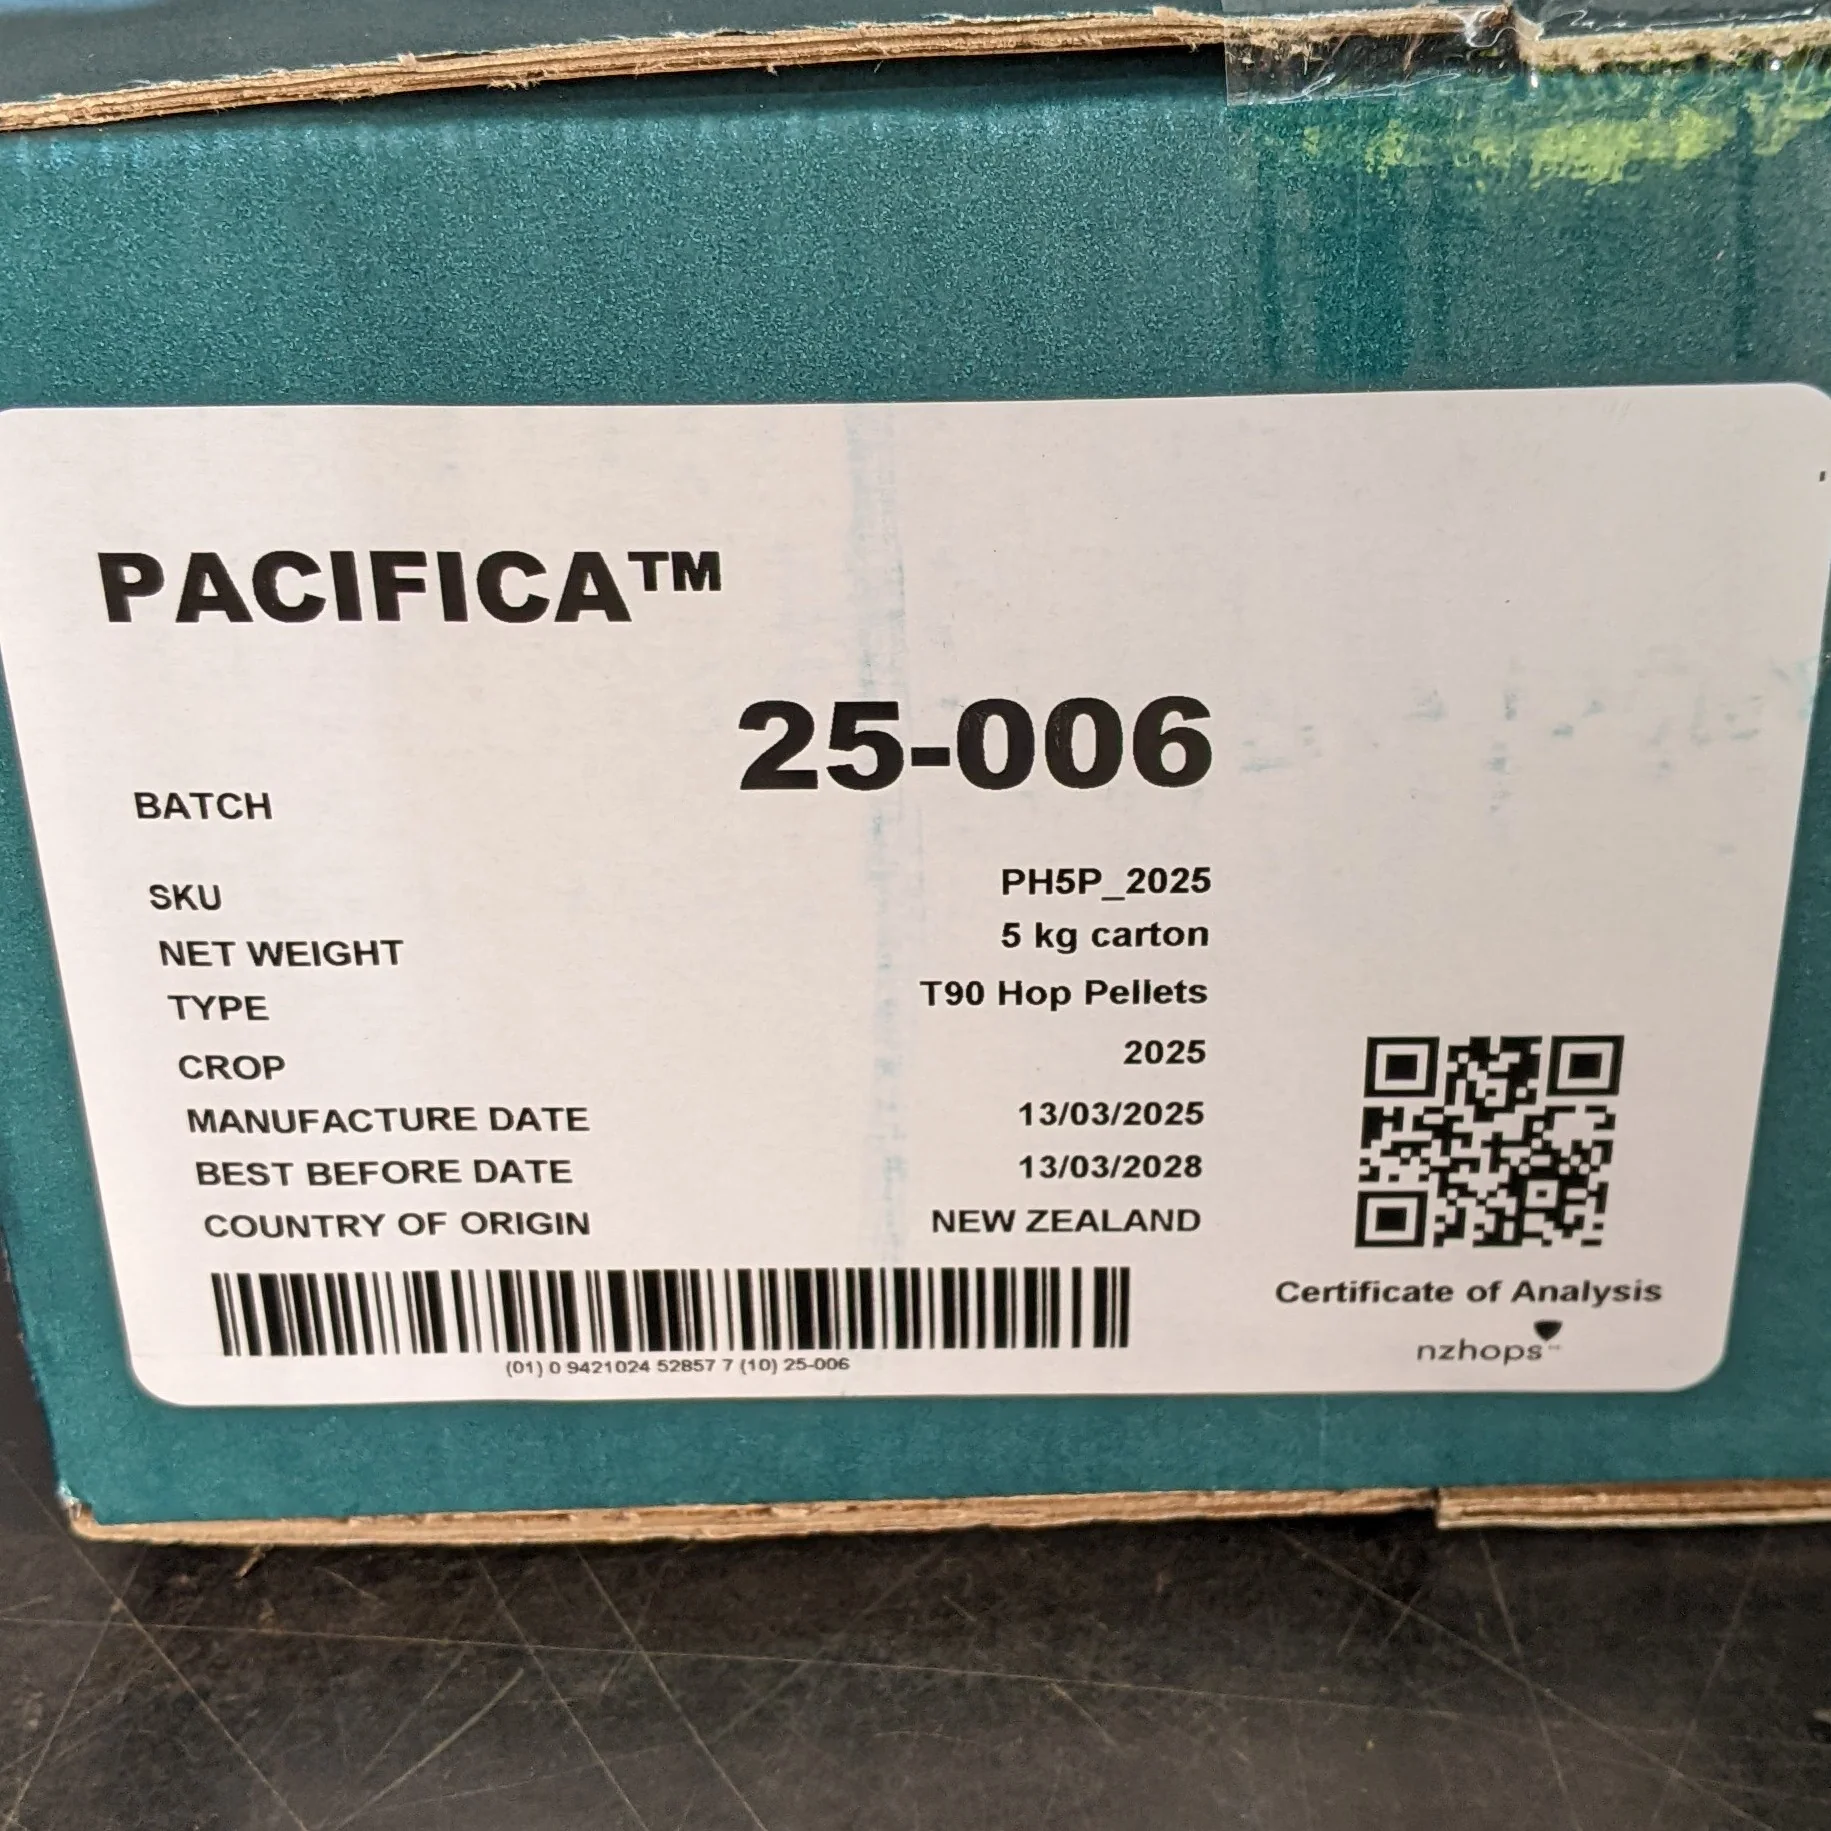 PACIFICA™
BATCH 25-006
SKU PH5P_2025
NET WEIGHT 5 kg carton
TYPE T90 Hop Pellets
CROP 2025
MANUFACTURE DATE 13/03/2025
BEST BEFORE DATE 13/03/2028
COUNTRY OF ORIGIN NEW ZEALAND
(01) 0 9421024 52857 7 (10) 25-006
Certificate of Analysis
nzhops